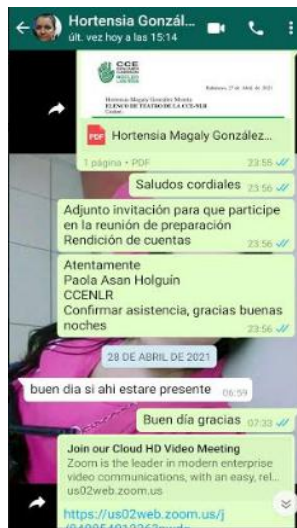 Hortensia Gonzál...
últ. vez hoy a las 15:14
CCE
Hortensia Magaly González Morella
ELENCO DE TEATRO DE LA CCE-NLR
PDF Hortensia Magaly González...
1 página • PDF 23:55
Saludos cordiales 23:56
Adjunto invitación para que participe
en la reunión de preparación
Rendición de cuentas 23:56
Atentamente
Paola Asan Holguín
CCENLR
Confirmar asistencia, gracias buenas
noches 23:56
28 DE ABRIL DE 2021
buen dia si ahi estare presente 06:59
Buen día gracias 07:33
Join our Cloud HD Video Meeting
Zoom is the leader in modern enterprise
video communications, with an easy, rel...
us02web.zoom.us
https://us02web.zoom.us/j